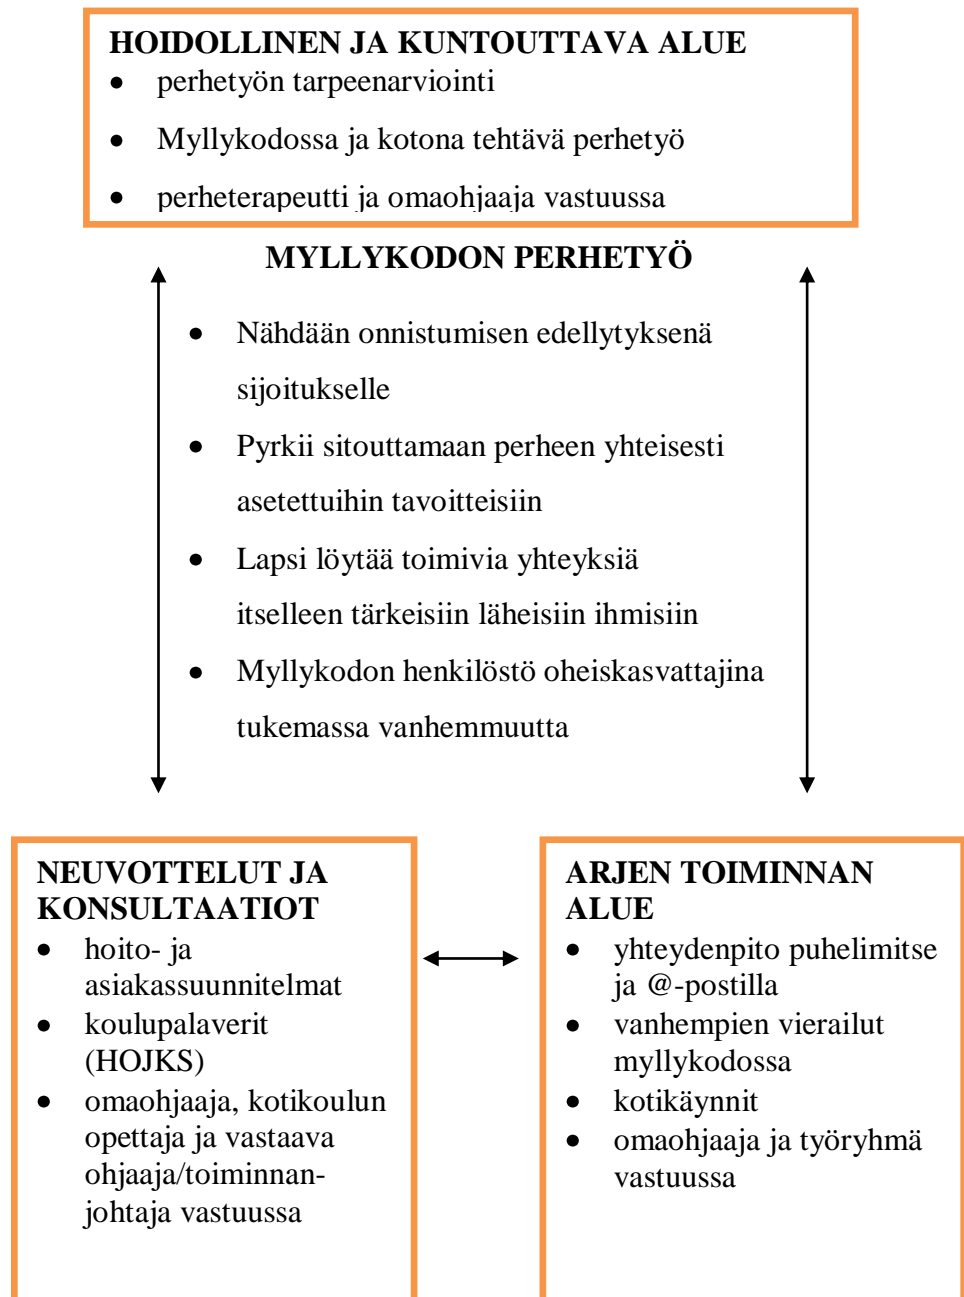 HOIDOLLINEN JA KUNTOUTTAVA ALUE
• perhetyön tarpeenarviointi
• Myllykodossa ja kotona tehtävä perhetyö
• perheterapeutti ja omaohjaaja vastuussa
MYLLYKODON PERHETYÖ
• Nähdään onnistumisen edellytyksenä
sijoitukselle
• Pyrkii sitouttamaan perheen yhteisesti
asetettuihin tavoitteisiin
• Lapsi löytää toimivia yhteyksiä
itselleen tärkeisiin läheisiin ihmisiin
• Myllykodon henkilöstö oheiskasvattajina
tukemassa vanhemmuutta
NEUVOTTELUT JA
KONSULTAATIOT
• hoito- ja
asiakassuunnitelmat
• koulupalaverit
(HOJKS)
• omaohjaaja, kotikoulun
opettaja ja vastaava
ohjaaja/toiminnan-
johtaja vastuussa
ARJEN TOIMINNAN
ALUE
• yhteydenpito puhelimitse
ja @-postilla
• vanhempien vierailut
myllykodossa
• kotikäynnit
• omaohjaaja ja työryhmä
vastuussa